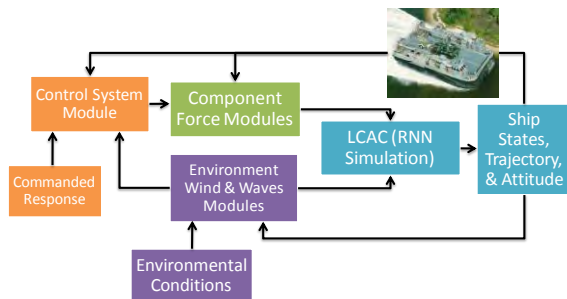 Control System
Module
Component
Force Modules
LCAC (RNN
Simulation)
Ship
States,
Trajectory,
& Attitude
Commanded
Response
Environment
Wind & Waves
Modules
Environmental
Conditions